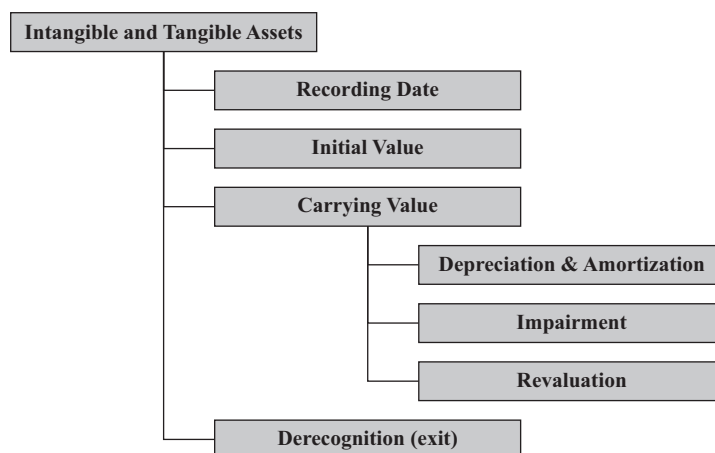 Intangible and Tangible Assets
Recording Date
Initial Value
Carrying Value
Depreciation & Amortization
Impairment
Revaluation
Derecognition (exit)